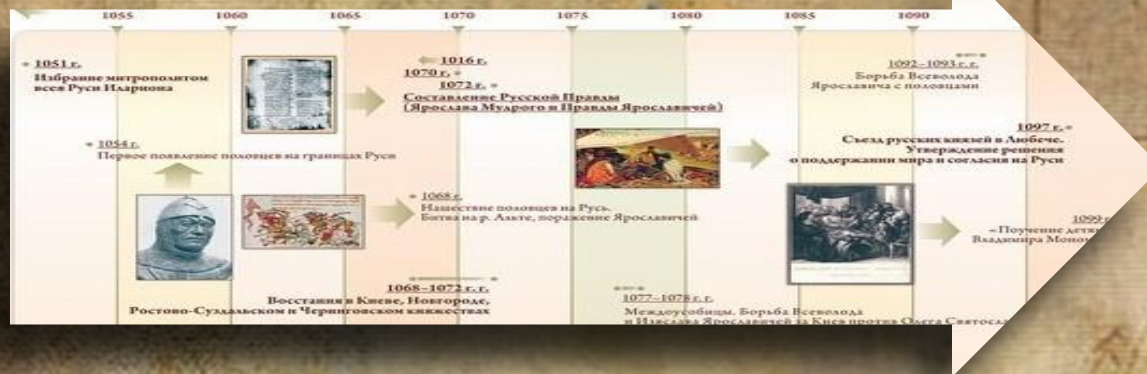 1055 1060 1065 1070 1075 1080 1085 1090
1051 г.
Избрание митрополитом
всея Руси Илариона
1016 г.
1070 г.
1072 г.
Составление Русской Правды
(Ярослава Мудрого и Правды Ярославичей)
1092–1093 г.г.
Борьба Всеволода
Ярославича с половцами
1054 г.
Первое появление половцев на границах Руси
1097 г.
Съезд русских князей в Любече.
Утверждение решения
о поддержании мира и согласия на Руси
1068 г.
Нашествие половцев на Русь.
Битва на р. Альте, поражение Ярославичей
1099 г
«Поучение детя
Владимира Моно
1068–1072 г.г.
Восстания в Киеве, Новгороде,
Ростово-Суздальском и Черниговском княжествах
1077–1078 г.г.
Междоусобицы. Борьба Всеволода
и Изяслава Ярославичей за Киев против Олега Святосла